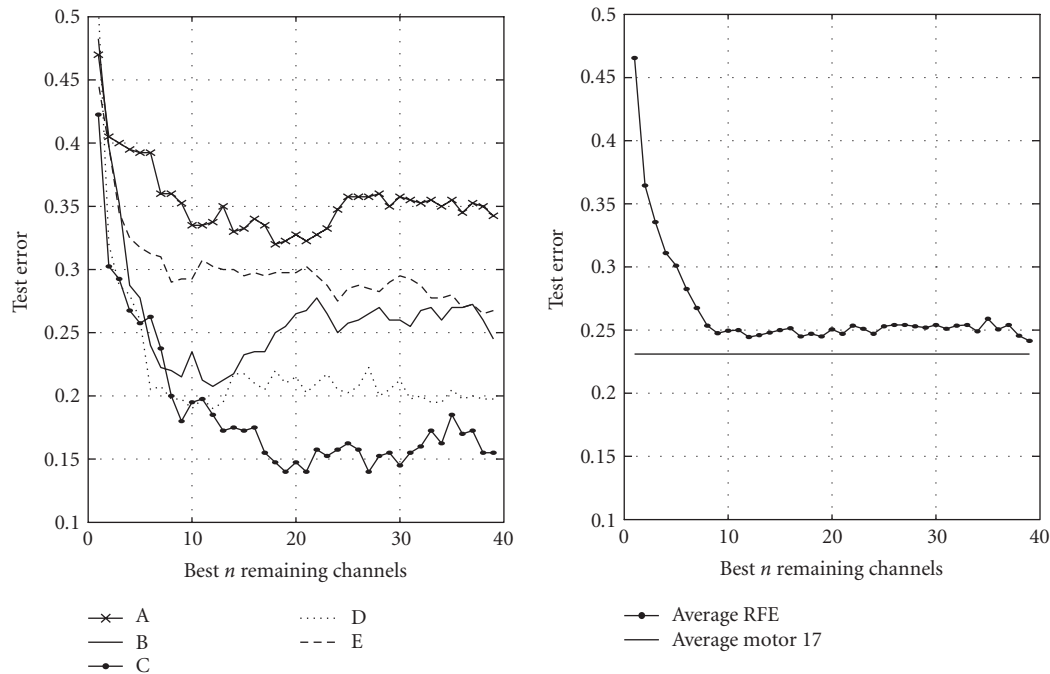 0.5
0.45
0.4
0.35
0.3
0.25
0.2
0.15
0.1
Test error
0 10 20 30 40
Best n remaining channels
A
B
C
D
E
0.5
0.45
0.4
0.35
0.3
0.25
0.2
0.15
0.1
Test error
0 10 20 30 40
Best n remaining channels
Average RFE
Average motor 17